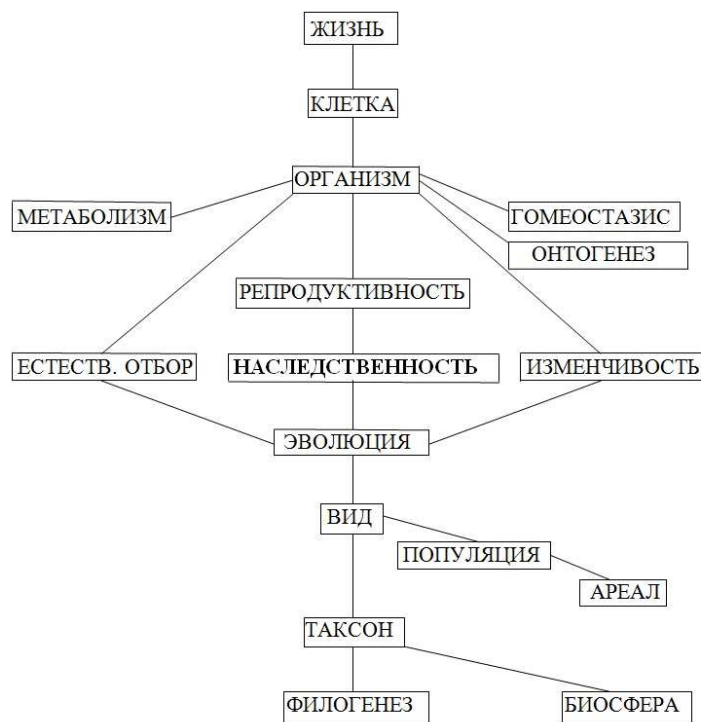 ЖИЗНЬ
КЛЕТКА
ОРГАНИЗМ
МЕТАБОЛИЗМ
ГОМЕОСТАЗИС
ОНТОГЕНЕЗ
РЕПРОДУКТИВНОСТЬ
ЕСТЕСТВ. ОТБОР
НАСЛЕДСТВЕННОСТЬ
ИЗМЕНЧИВОСТЬ
ЭВОЛЮЦИЯ
ВИД
ПОПУЛЯЦИЯ
АРЕАЛ
ТАКСОН
ФИЛОГЕНЕЗ
БИОСФЕРА